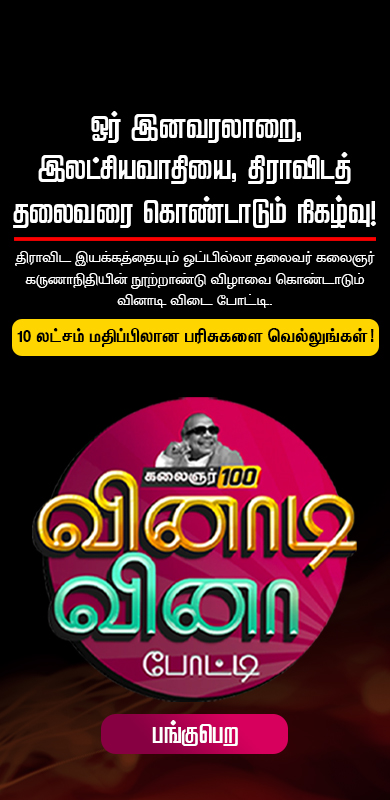 ஓர் இனவரலாறை,
இலட்சியவாதியை, திராவிடத்
தலைவரை கொண்டாடும் நிகழ்வு!
திராவிட இயக்கத்தையும் ஒப்பில்லா தலைவர் கலைஞர்
கருணாநிதியின் நூற்றாண்டு விழாவை கொண்டாடும்
வினாடி விடை போட்டி..
10 லட்சம் மதிப்பிலான பரிசுகளை வெல்லுங்கள் !
கலைஞர் 100
வினாடி
வினா
போட்டி
பங்குபெற